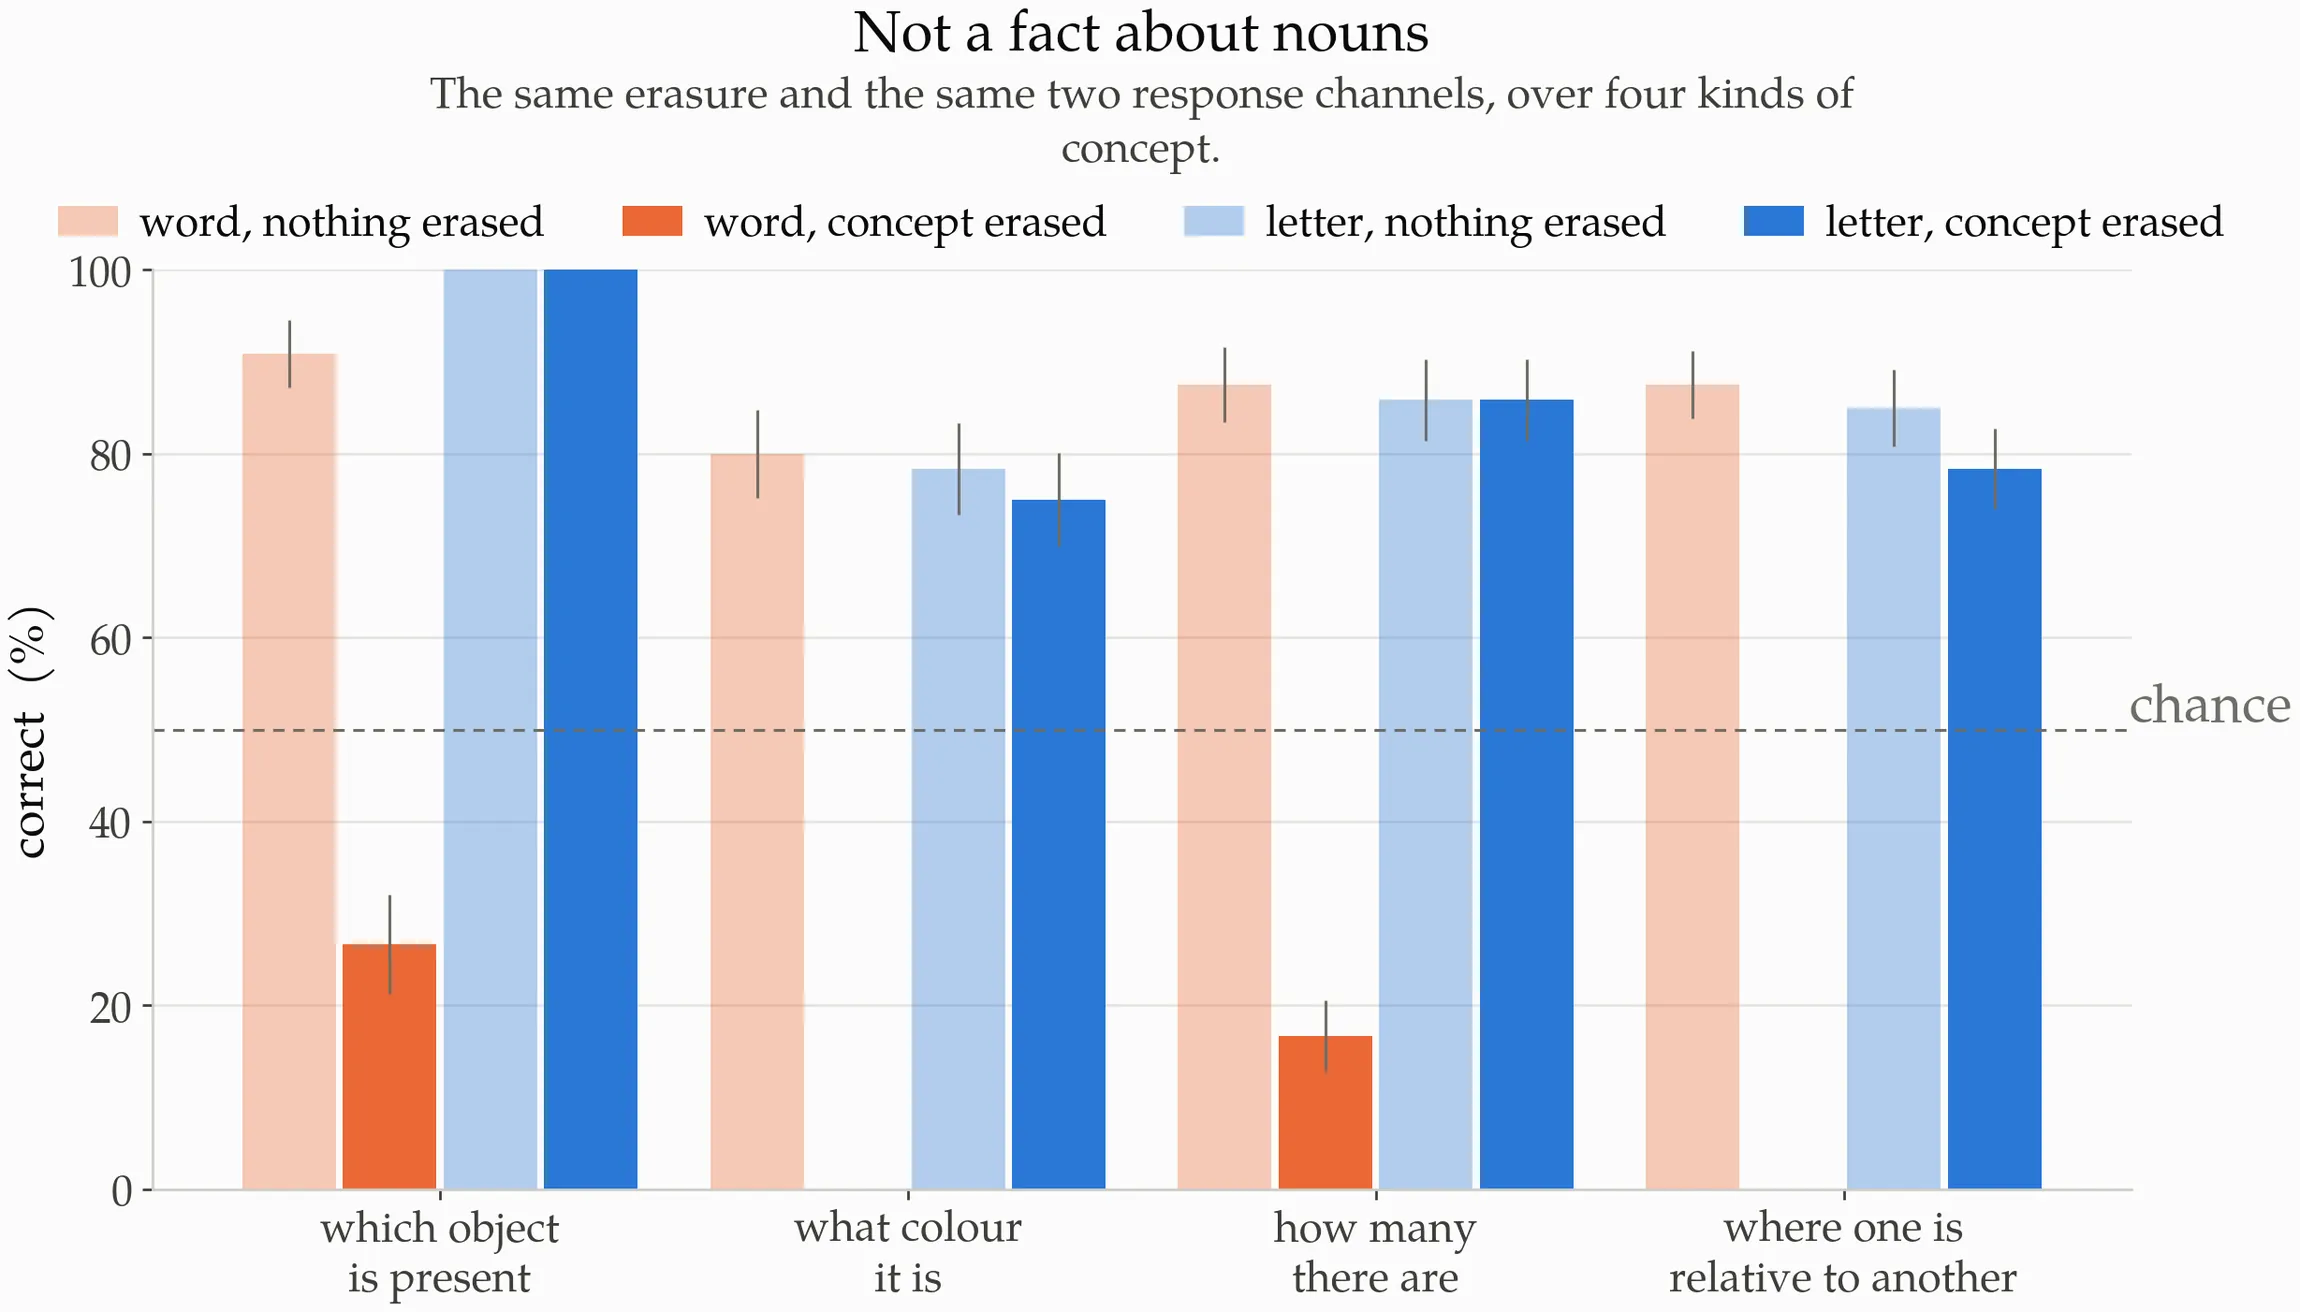 Not a fact about nouns
The same erasure and the same two response channels, over four kinds of
concept.
word, nothing erased
word, concept erased
letter, nothing erased
letter, concept erased
correct (%)
100
80
60
40
20
0
chance
which object
is present
what colour
it is
how many
there are
where one is
relative to another